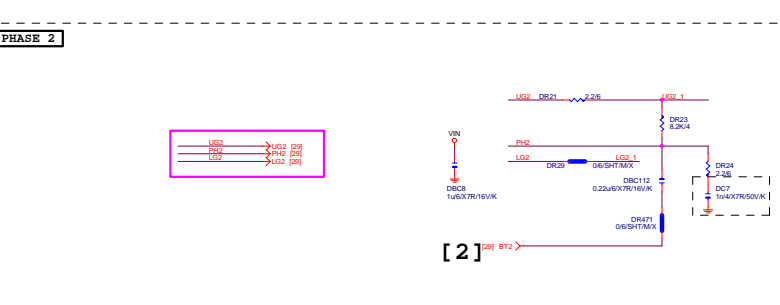 PHASE 2
UG2 DR21 2.2/6 UG2_1
DR23
8.2K/4
UG2 UG2 [29]
PH2 PH2 [29]
LG2 LG2 [29]
VIN
PH2
LG2 LG2_1
DR29 0/6/SHT/M/X
DR24
2.2/6
DBC8
1u/6/X7R/16V/K
DBC112
0.22u/6/X7R/16V/K
DC7
1n/4/X7R/50V/K
DR471
0/6/SHT/M/X
[2] [29] BT2